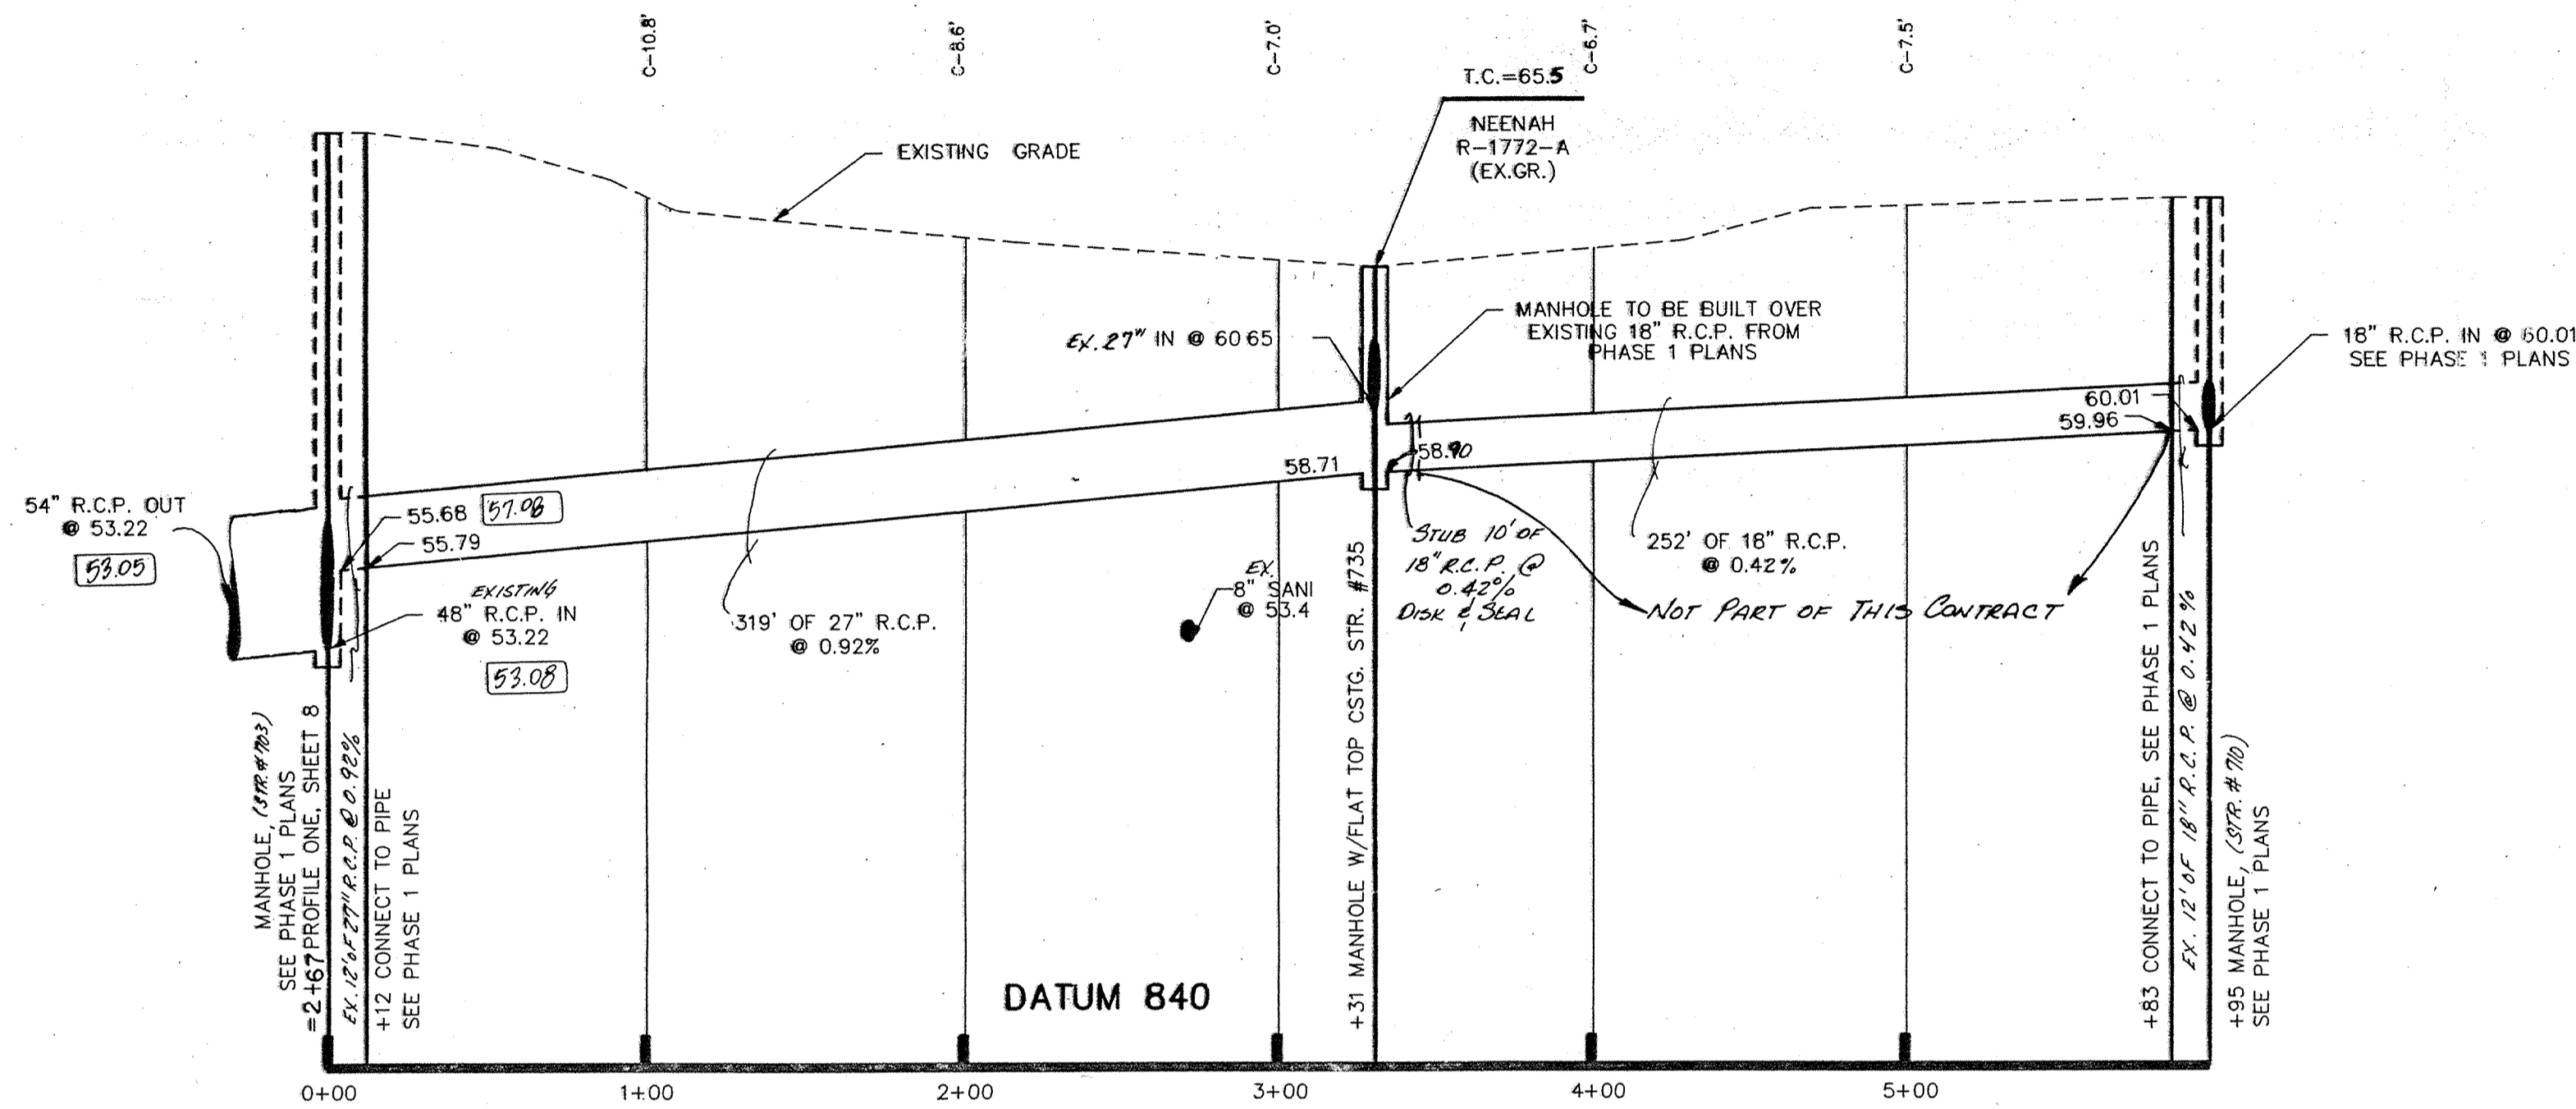 C-10.8'
C-8.6'
C-7.0'
C-6.7'
C-7.5'
T.C.=65.5
NEENAH
R-1772-A
(EX.GR.)
EXISTING GRADE
MANHOLE TO BE BUILT OVER
EXISTING 18" R.C.P. FROM
PHASE 1 PLANS
EX. 27" IN @ 60 65
18" R.C.P. IN @ 60.01
SEE PHASE 1 PLANS
60.01
59.96
58.71
58.90
54" R.C.P. OUT
@ 53.22
53.05
55.68 57.08
55.79
EXISTING
48" R.C.P. IN
@ 53.22
53.08
319' OF 27" R.C.P.
@ 0.92%
EX.
8" SANI
@ 53.4
STUB 10' OF
18" R.C.P. @
0.42%
DISK & SEAL
252' OF 18" R.C.P.
@ 0.42%
NOT PART OF THIS CONTRACT
MANHOLE, (STR.# 703)
SEE PHASE 1 PLANS
=2+67 PROFILE ONE, SHEET 8
EX. 12' OF 27" R.C.P. @ 0.92%
+12 CONNECT TO PIPE
SEE PHASE 1 PLANS
+31 MANHOLE W/FLAT TOP CSTG. STR. #735
+83 CONNECT TO PIPE, SEE PHASE 1 PLANS
EX. 12' OF 18" R.C.P. @ 0.42%
+95 MANHOLE, (STR.# 710)
SEE PHASE 1 PLANS
DATUM 840
0+00
1+00
2+00
3+00
4+00
5+00